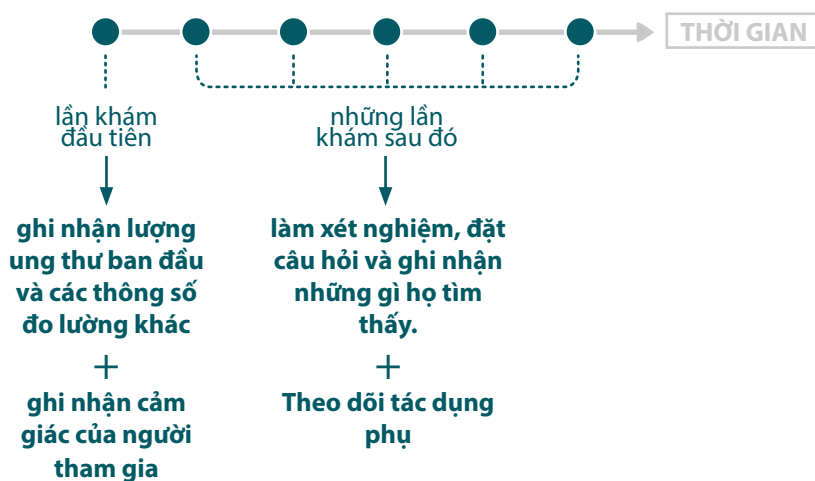 THỜI GIAN
lần khám
đầu tiên
những lần
khám sau đó
ghi nhận lượng
ung thư ban đầu
và các thông số
đo lường khác
+
ghi nhận cảm
giác của người
tham gia
làm xét nghiệm, đặt
câu hỏi và ghi nhận
những gì họ tìm
thấy.
+
Theo dõi tác dụng
phụ